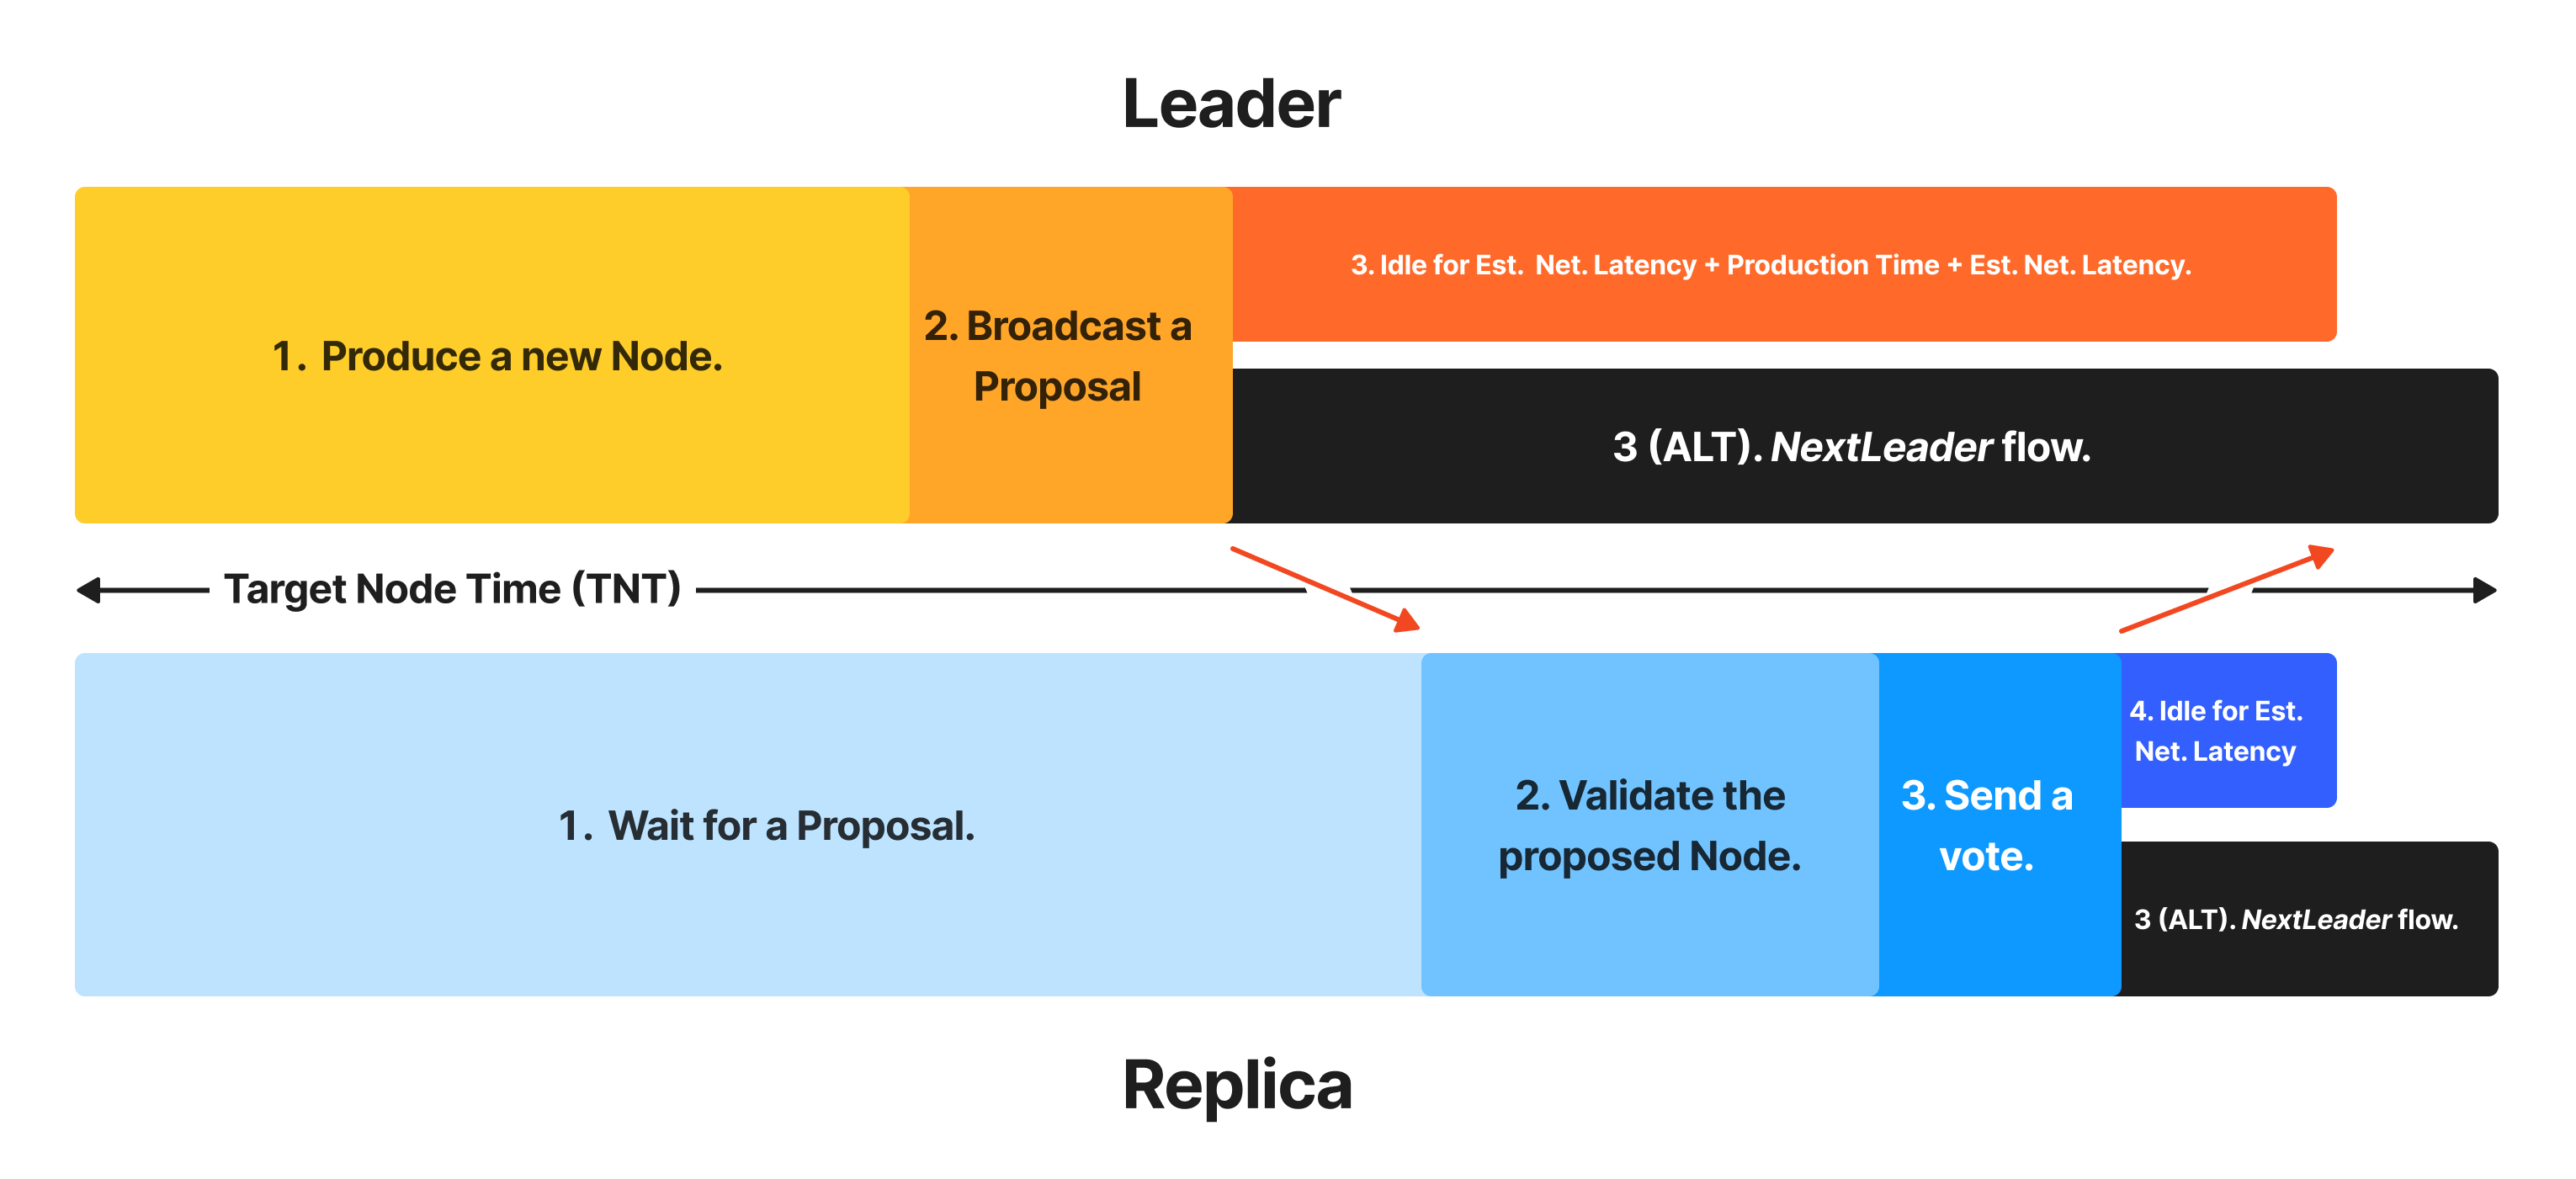 Leader
1. Produce a new Node.
2. Broadcast a
Proposal
3. Idle for Est. Net. Latency + Production Time + Est. Net. Latency.
3 (ALT). NextLeader flow.
Target Node Time (TNT)
1. Wait for a Proposal.
2. Validate the
proposed Node.
3. Send a
vote.
4. Idle for Est.
Net. Latency
3 (ALT). NextLeader flow.
Replica